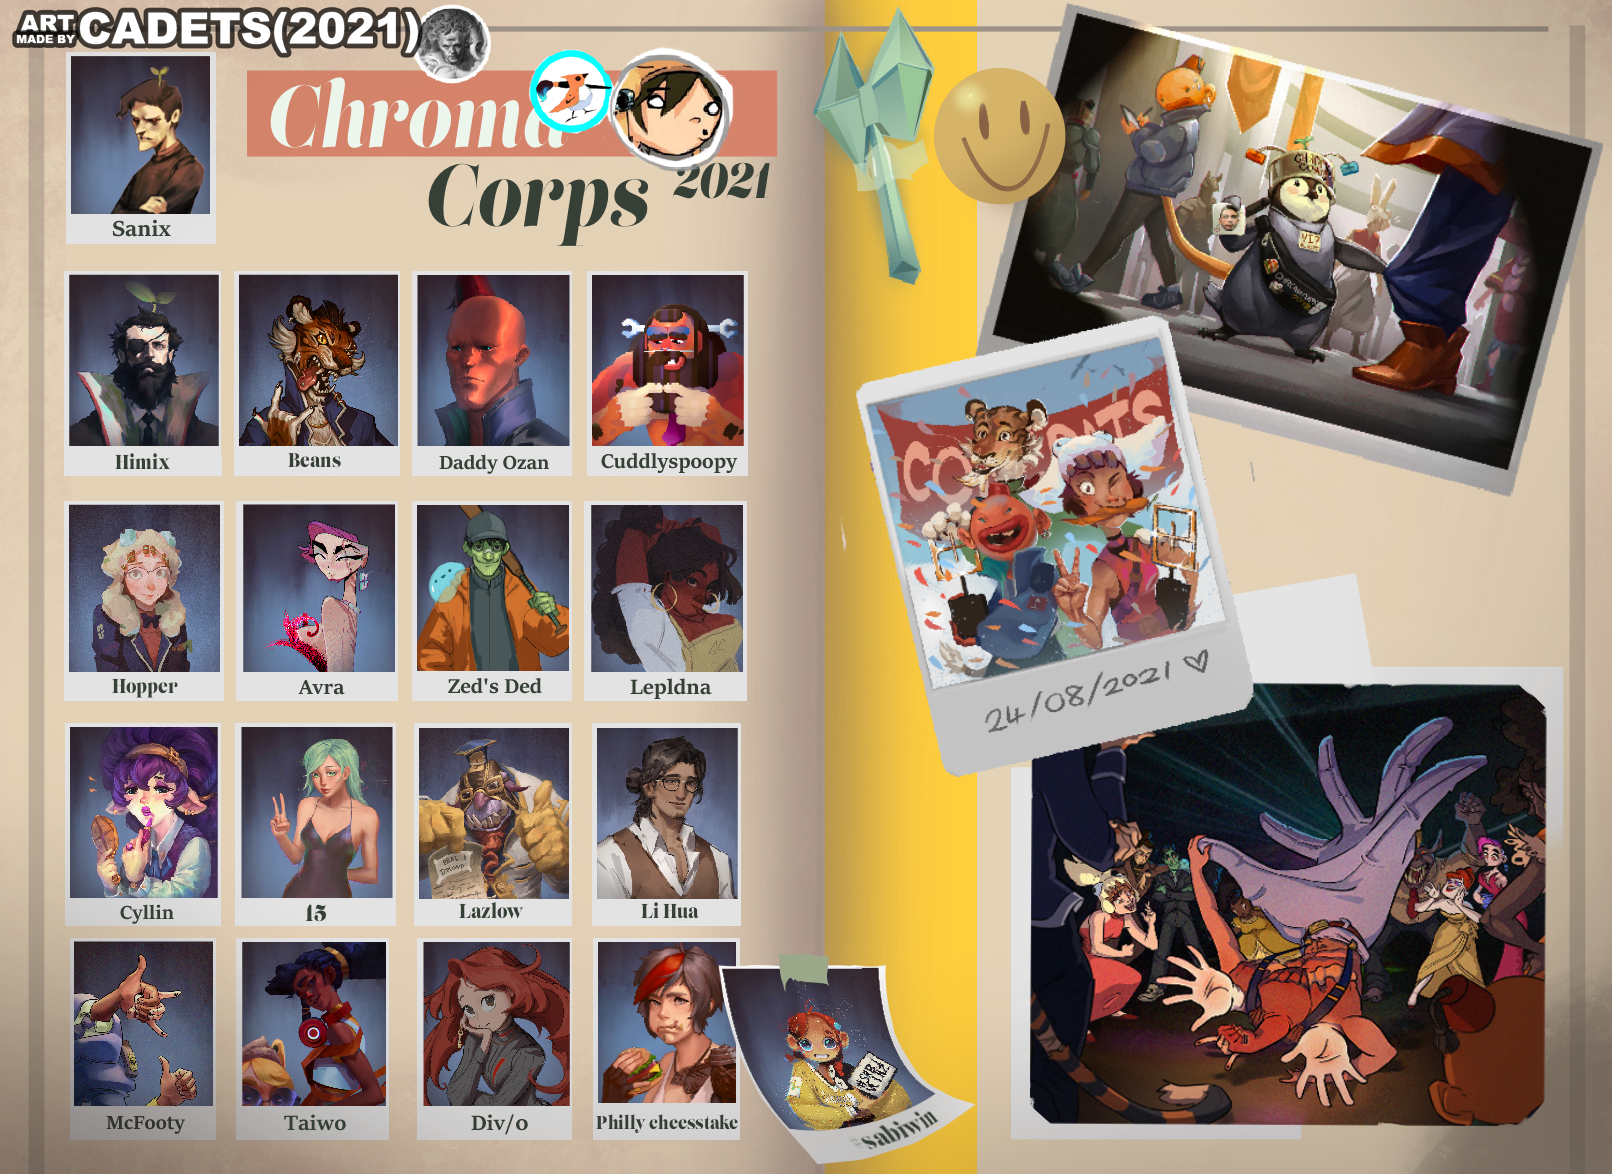 ART
MADE BY CADETS(2021)
Chroma
Corps 2021
Sanix
Himix
Beans
Daddy Ozan
Cuddlyspoopy
Hopper
Avra
Zed's Ded
Lepldna
Cyllin
15
Lazlow
Li Hua
McFooty
Taiwo
Div/o
Philly cheesstake
Sabiwin
VIP
24/08/2021 ♡